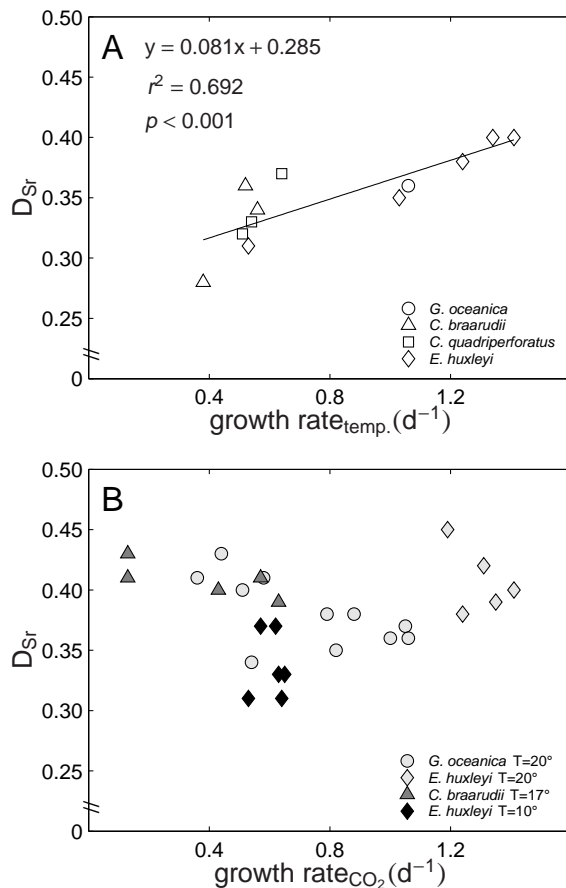 A
y = 0.081x + 0.285
r² = 0.692
p < 0.001
0.50
0.45
0.40
0.35
0.30
0.25
0
D_Sr
G. oceanica
C. braarudii
C. quadriperforatus
E. huxleyi
0.4 0.8 1.2
growth rate_temp. (d⁻¹)
B
0.50
0.45
0.40
0.35
0.30
0.25
0
D_Sr
G. oceanica T=20°
E. huxleyi T=20°
C. braarudii T=17°
E. huxleyi T=10°
0.4 0.8 1.2
growth rate_CO₂ (d⁻¹)